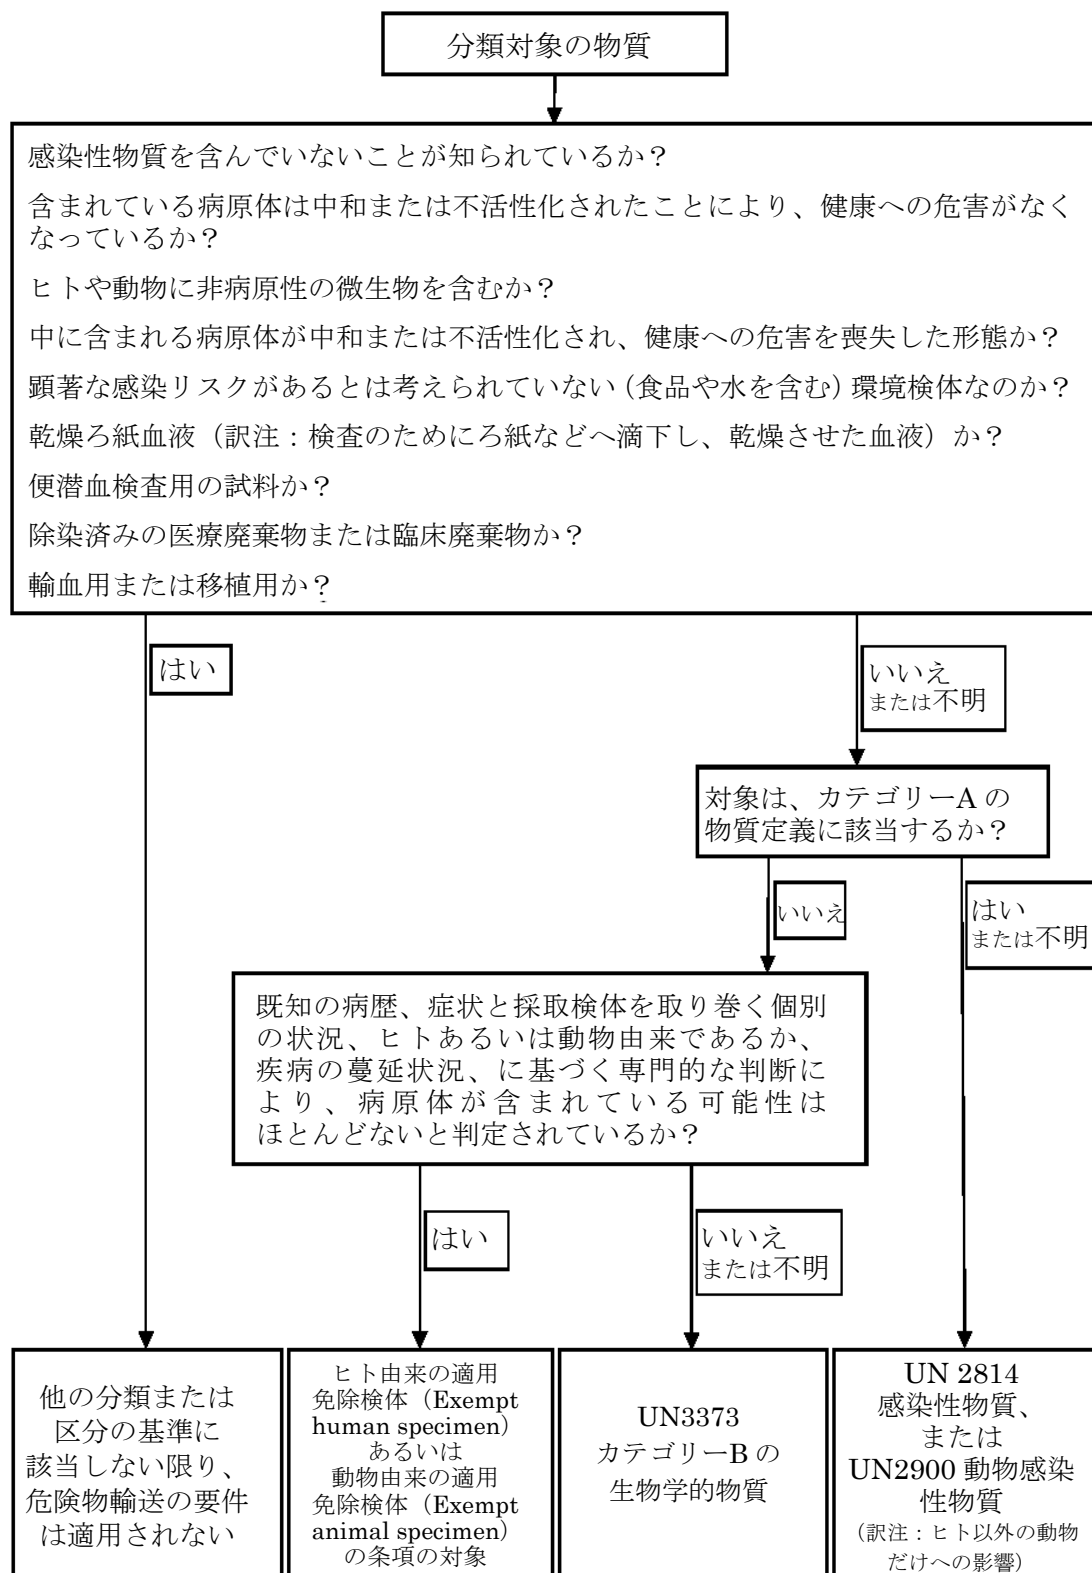 分類対象の物質
感染性物質を含んでいないことが知られているか？
含まれている病原体は中和または不活性化されたことにより、健康への危害がなく
なっているか？
ヒトや動物に非病原性の微生物を含むか？
中に含まれる病原体が中和または不活性化され、健康への危害を喪失した形態か？
顕著な感染リスクがあるとは考えられていない（食品や水を含む）環境検体なのか？
乾燥ろ紙血液（訳注：検査のためにろ紙などへ滴下し、乾燥させた血液）か？
便潜血検査用の試料か？
除染済みの医療廃棄物または臨床廃棄物か？
輸血用または移植用か？
はい
いいえ
または不明
対象は、カテゴリーA の
物質定義に該当するか？
いいえ
はい
または不明
既知の病歴、症状と採取検体を取り巻く個別
の状況、ヒトあるいは動物由来であるか、
疾病の蔓延状況、に基づく専門的な判断に
より、病原体が含まれている可能性は
ほとんどないと判定されているか？
はい
いいえ
または不明
他の分類または
区分の基準に
該当しない限り、
危険物輸送の要件
は適用されない
ヒト由来の適用
免除検体（Exempt
human specimen）
あるいは
動物由来の適用
免除検体（Exempt
animal specimen）
の条項の対象
UN3373
カテゴリーB の
生物学的物質
UN 2814
感染性物質、
または
UN2900 動物感染
性物質
（訳注：ヒト以外の動物
だけへの影響）